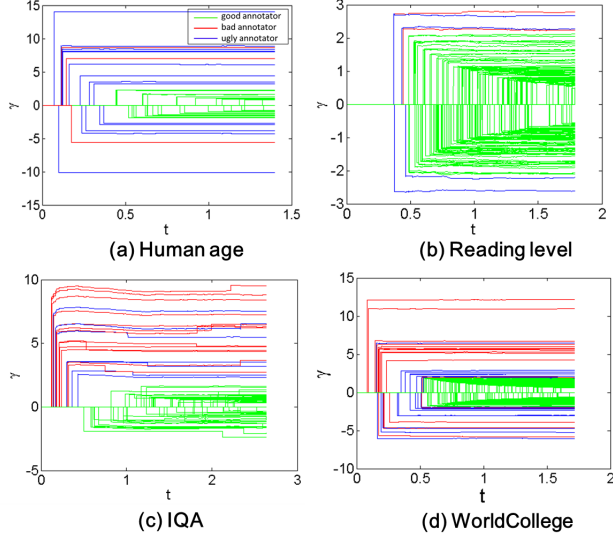 15
10
5
0
-5
-10
-15
γ
0
0.5
1
1.5
t
good annotator
bad annotator
ugly annotator
(a) Human age
3
2
1
0
-1
-2
-3
γ
0
0.5
1
1.5
2
t
(b) Reading level
10
5
0
-5
γ
0
1
2
3
t
(c) IQA
15
10
5
0
-5
-10
γ
0
0.5
1
1.5
2
t
(d) WorldCollege